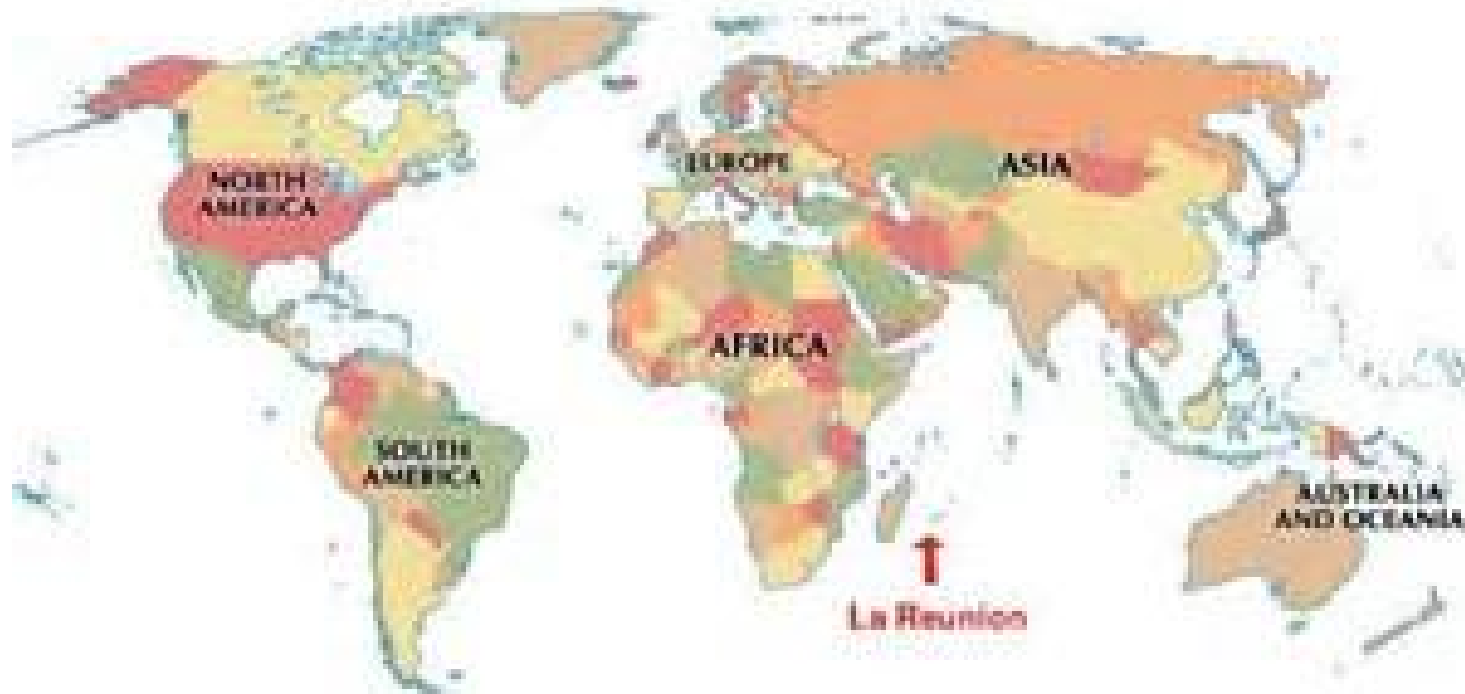 NORTH
AMERICA
EUROPE
ASIA
AFRICA
SOUTH
AMERICA
AUSTRALIA
AND OCEANIA
La Reunion